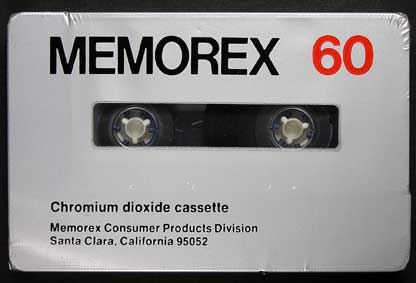 MEMOREX 60
Chromium dioxide cassette
Memorex Consumer Products Division
Santa Clara, California 95052